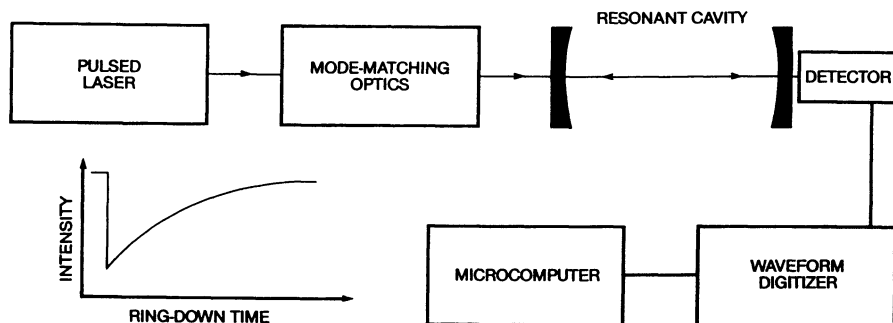 RESONANT CAVITY
PULSED
LASER
MODE-MATCHING
OPTICS
DETECTOR
INTENSITY
RING-DOWN TIME
MICROCOMPUTER
WAVEFORM
DIGITIZER